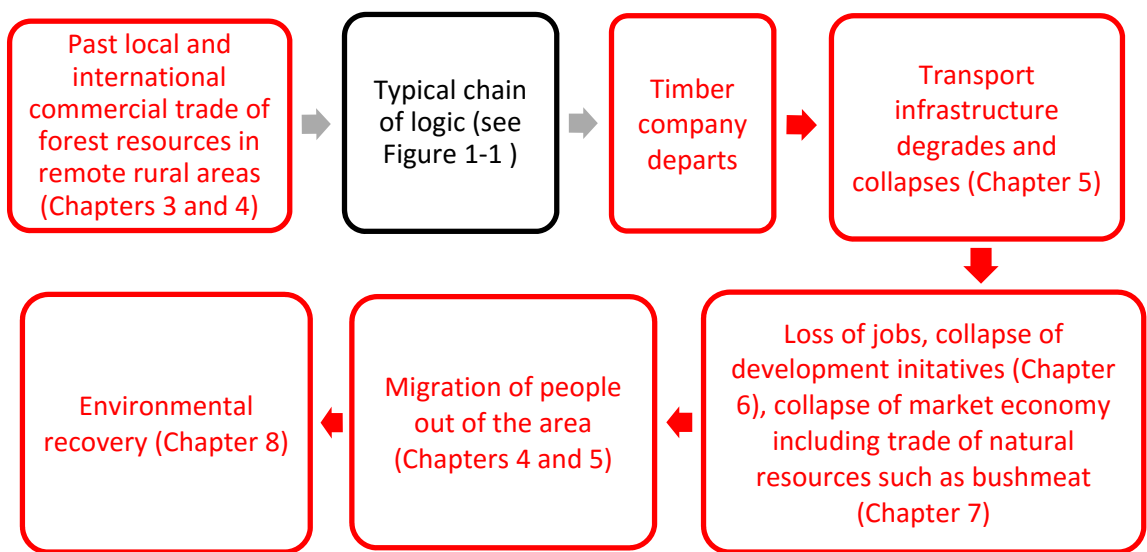 Past local and
international
commercial trade of
forest resources in
remote rural areas
(Chapters 3 and 4)
Typical chain
of logic (see
Figure 1-1 )
Timber
company
departs
Transport
infrastructure
degrades and
collapses (Chapter 5)
Loss of jobs, collapse of
development initatives (Chapter
6), collapse of market economy
including trade of natural
resources such as bushmeat
(Chapter 7)
Migration of people
out of the area
(Chapters 4 and 5)
Environmental
recovery (Chapter 8)